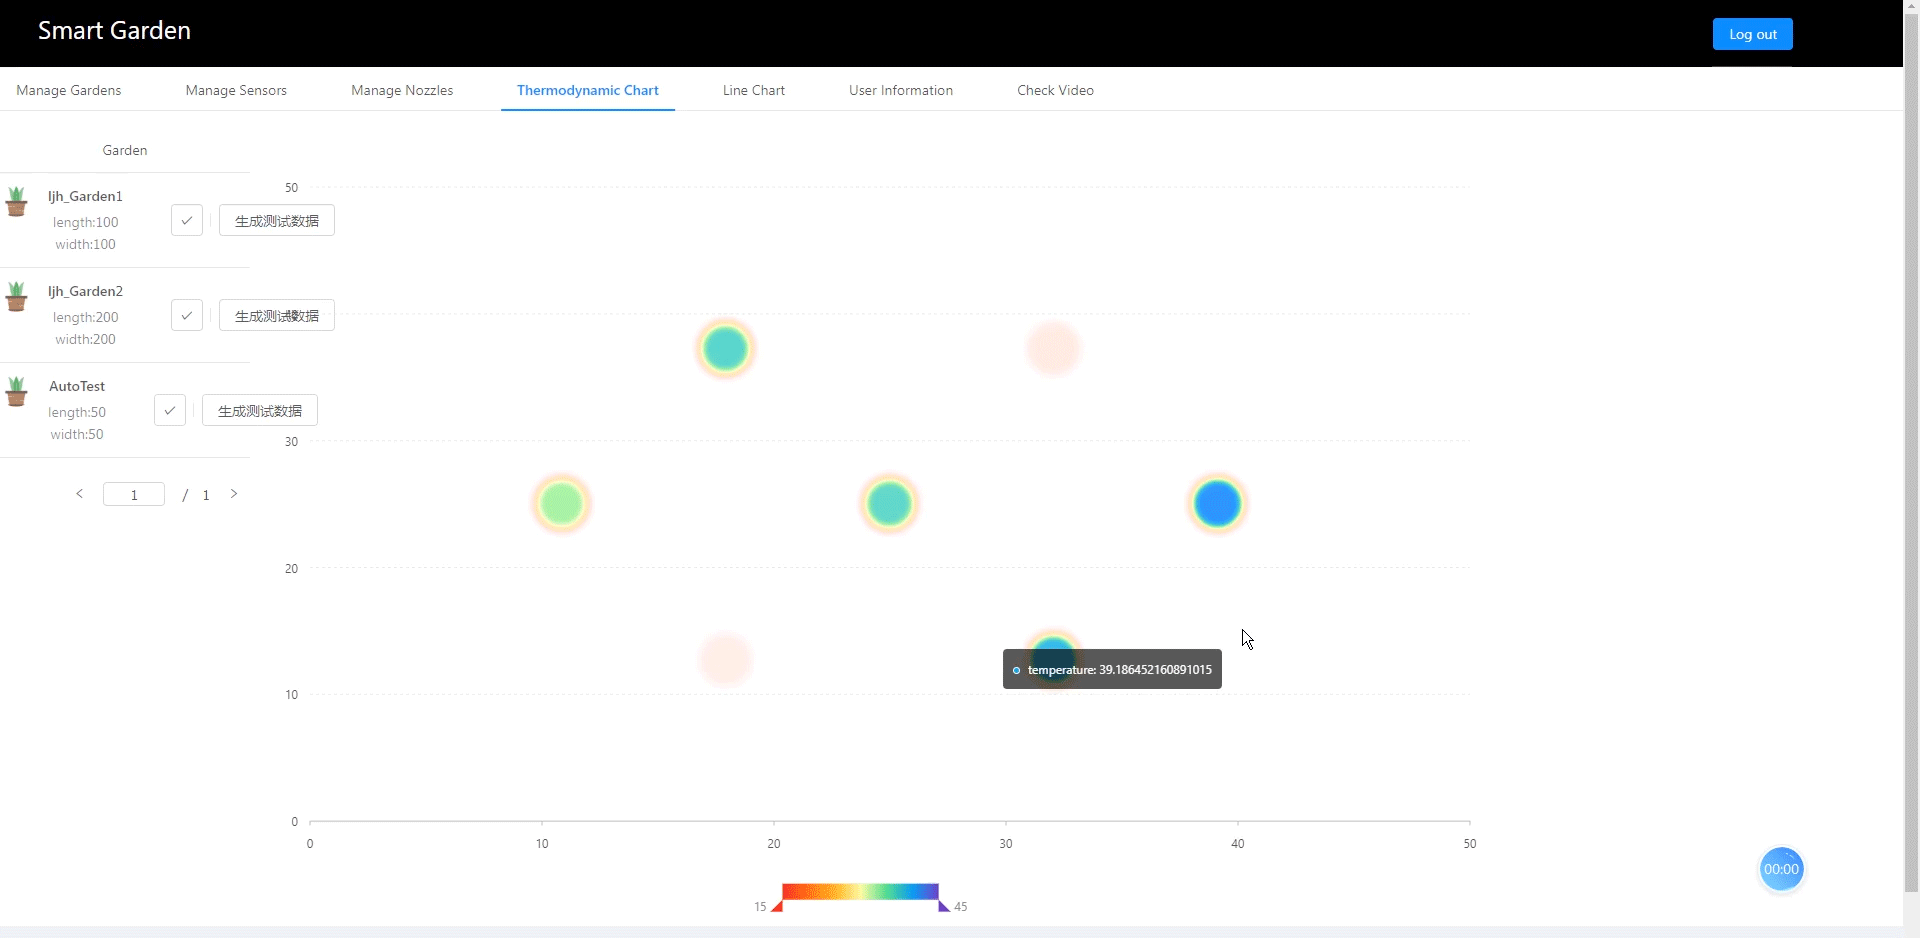 Smart Garden
Log out
Manage Gardens
Manage Sensors
Manage Nozzles
Thermodynamic Chart
Line Chart
User Information
Check Video
Garden
ljh_Garden1
length:100
width:100
生成测试数据
ljh_Garden2
length:200
width:200
生成测试数据
AutoTest
length:50
width:50
生成测试数据
1 / 1
50
30
20
10
0
temperature: 39.186452160891015
0 10 20 30 40 50
15 45
00:00